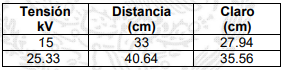 Tensión kV Distancia (cm) Claro (cm)
15 33 27.94
25.33 40.64 35.56